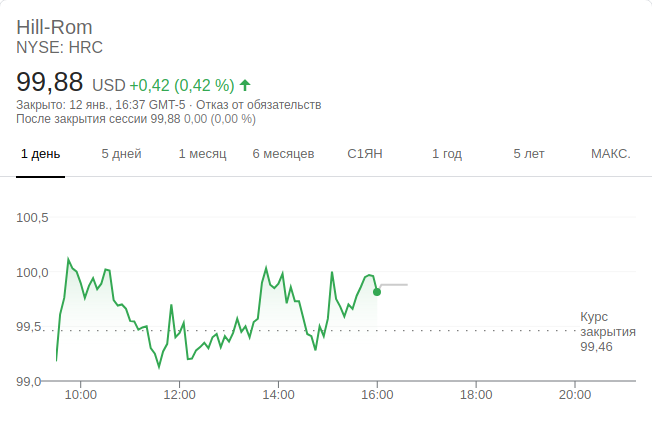 Hill-Rom
NYSE: HRC
99,88 USD +0,42 (0,42 %)
Закрыто: 12 янв., 16:37 GMT-5 · Отказ от обязательств
После закрытия сессии 99,88 0,00 (0,00 %)
1 день 5 дней 1 месяц 6 месяцев С1ЯН 1 год 5 лет МАКС.
100,5
100,0
99,5
Курс
закрытия
99,46
99,0
10:00 12:00 14:00 16:00 18:00 20:00